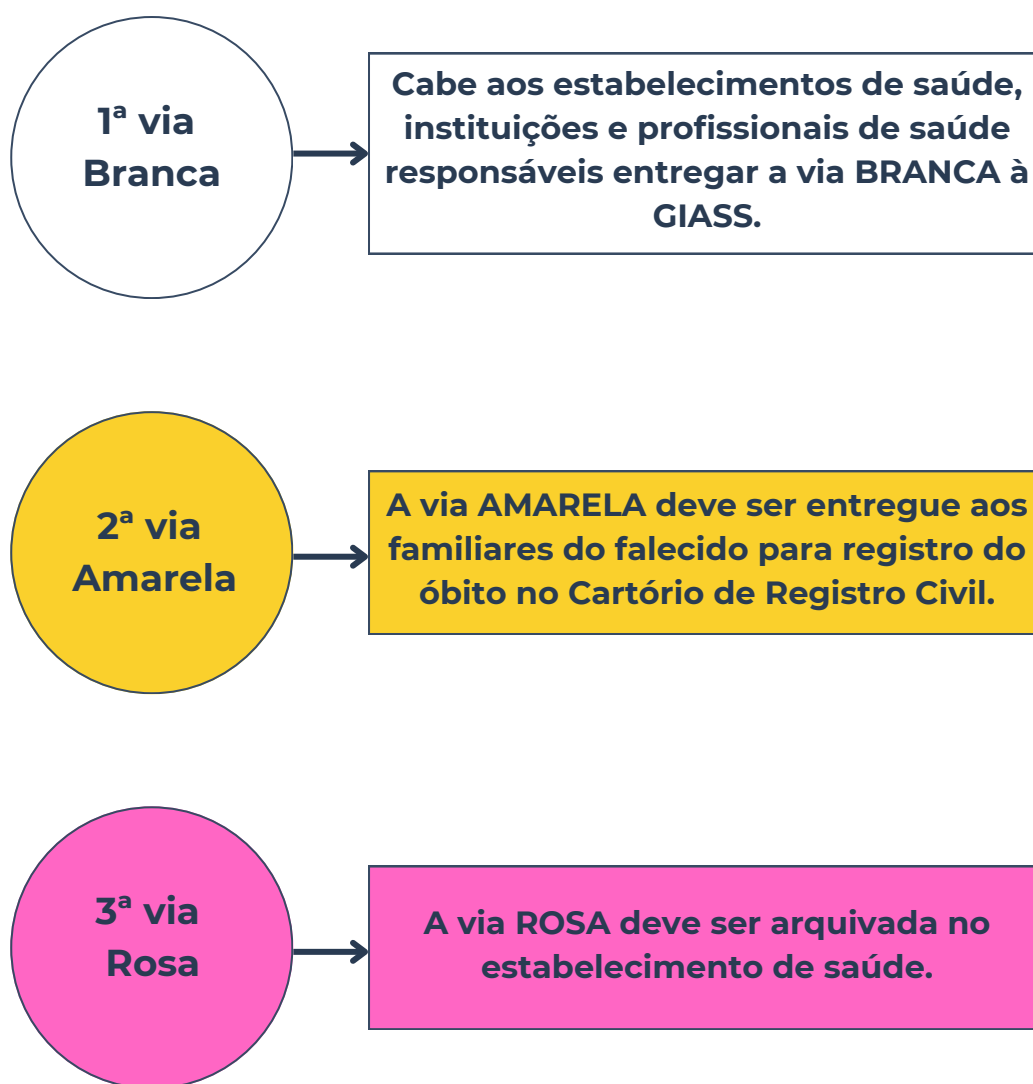 1ª via
Branca
Cabe aos estabelecimentos de saúde,
instituições e profissionais de saúde
responsáveis entregar a via BRANCA à
GIASS.
2ª via
Amarela
A via AMARELA deve ser entregue aos
familiares do falecido para registro do
óbito no Cartório de Registro Civil.
3ª via
Rosa
A via ROSA deve ser arquivada no
estabelecimento de saúde.